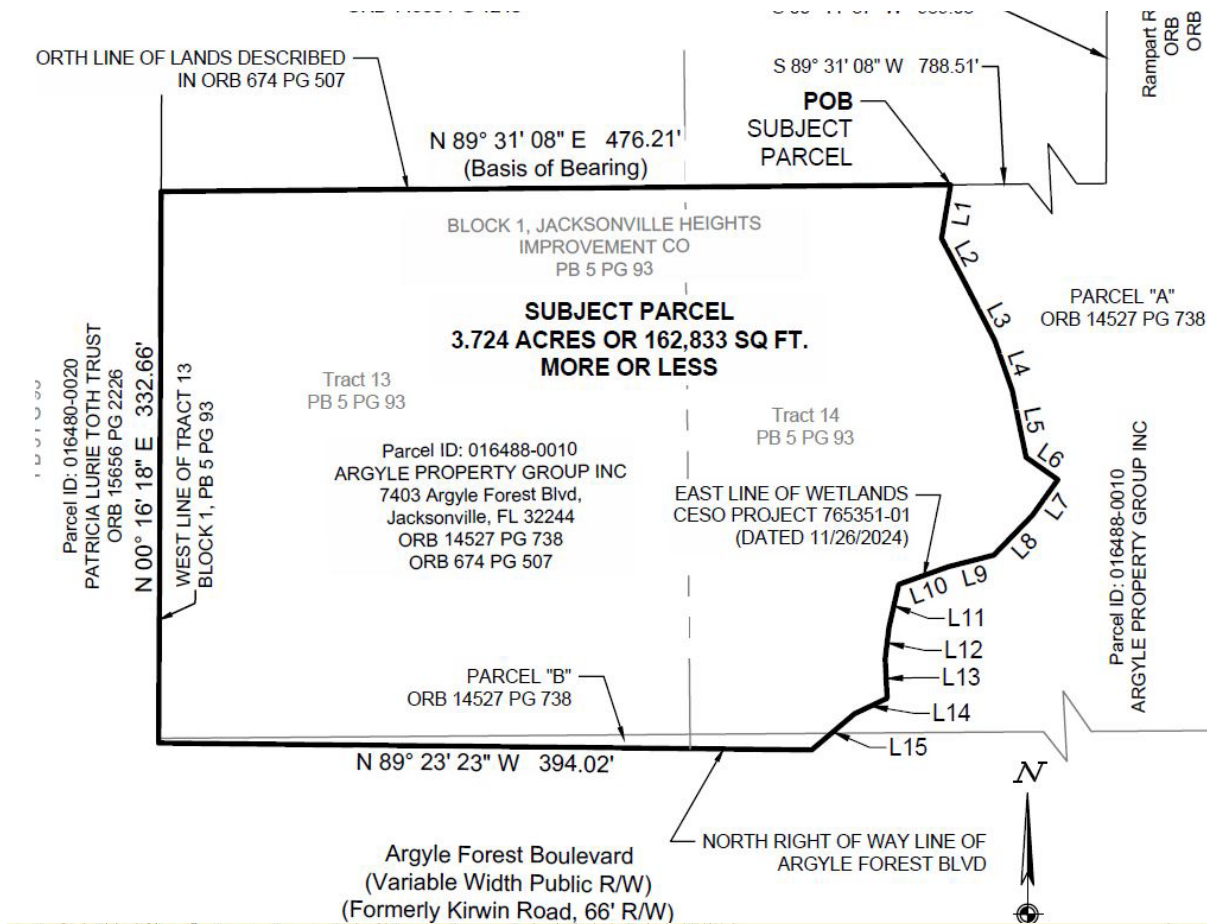 ORTH LINE OF LANDS DESCRIBED
IN ORB 674 PG 507
S 89° 31' 08" W 788.51'
Rampart R
ORB
ORB
POB
SUBJECT
PARCEL
N 89° 31' 08" E 476.21'
(Basis of Bearing)
BLOCK 1, JACKSONVILLE HEIGHTS
IMPROVEMENT CO
PB 5 PG 93
L1
L2
L3
L4
L5
L6
L7
L8
L9
L10
L11
L12
L13
L14
L15
PARCEL "A"
ORB 14527 PG 738
SUBJECT PARCEL
3.724 ACRES OR 162,833 SQ FT.
MORE OR LESS
Tract 13
PB 5 PG 93
Tract 14
PB 5 PG 93
Parcel ID: 016480-0020
PATRICIA LURIE TOTH TRUST
ORB 15656 PG 2226
N 00° 16' 18" E 332.66'
WEST LINE OF TRACT 13
BLOCK 1, PB 5 PG 93
Parcel ID: 016488-0010
ARGYLE PROPERTY GROUP INC
7403 Argyle Forest Blvd,
Jacksonville, FL 32244
ORB 14527 PG 738
ORB 674 PG 507
EAST LINE OF WETLANDS
CESO PROJECT 765351-01
(DATED 11/26/2024)
Parcel ID: 016488-0010
ARGYLE PROPERTY GROUP INC
PARCEL "B"
ORB 14527 PG 738
N 89° 23' 23" W 394.02'
N
NORTH RIGHT OF WAY LINE OF
ARGYLE FOREST BLVD
Argyle Forest Boulevard
(Variable Width Public R/W)
(Formerly Kirwin Road, 66' R/W)